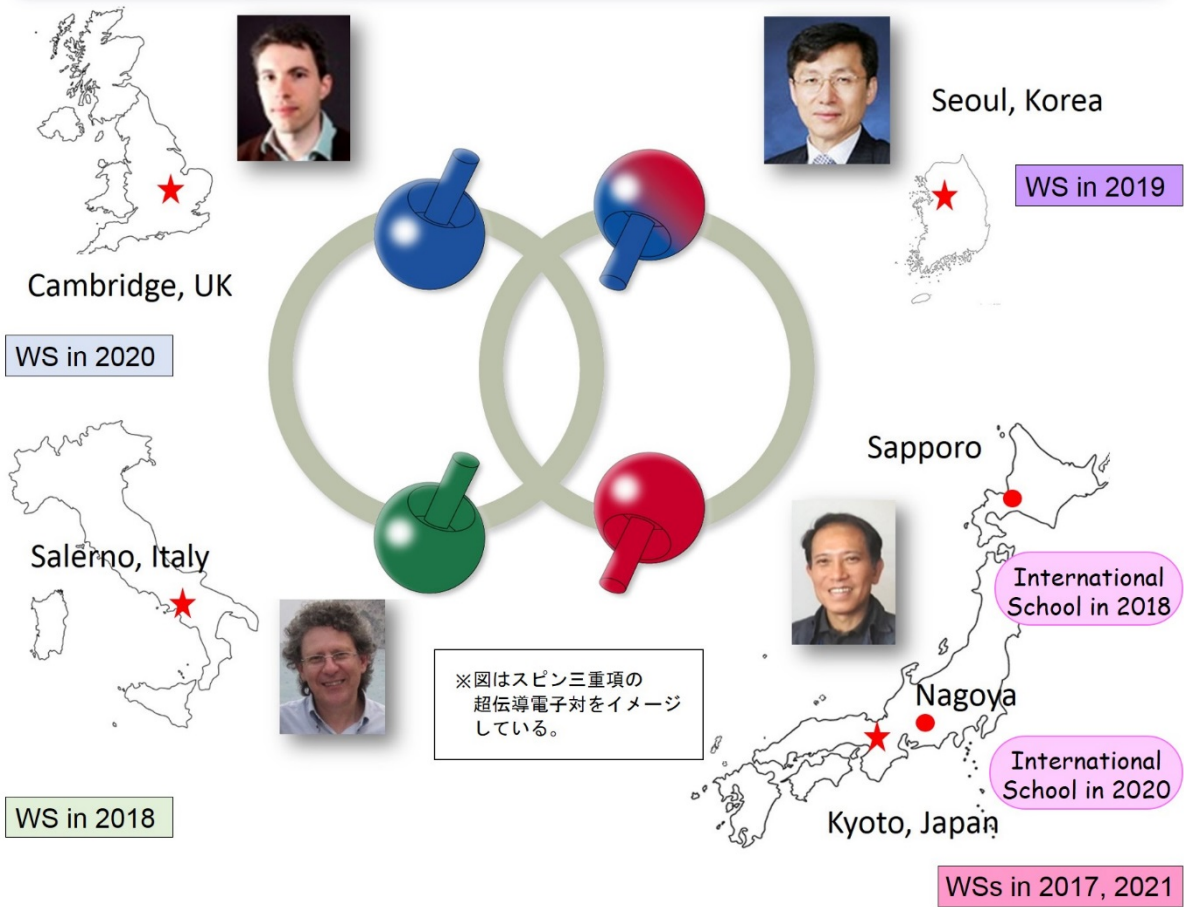 Seoul, Korea
WS in 2019
Cambridge, UK
WS in 2020
Sapporo
Salerno, Italy
International
School in 2018
※図はスピン三重項の
超伝導電子対をイメージ
している。
Nagoya
International
School in 2020
WS in 2018
Kyoto, Japan
WSs in 2017, 2021